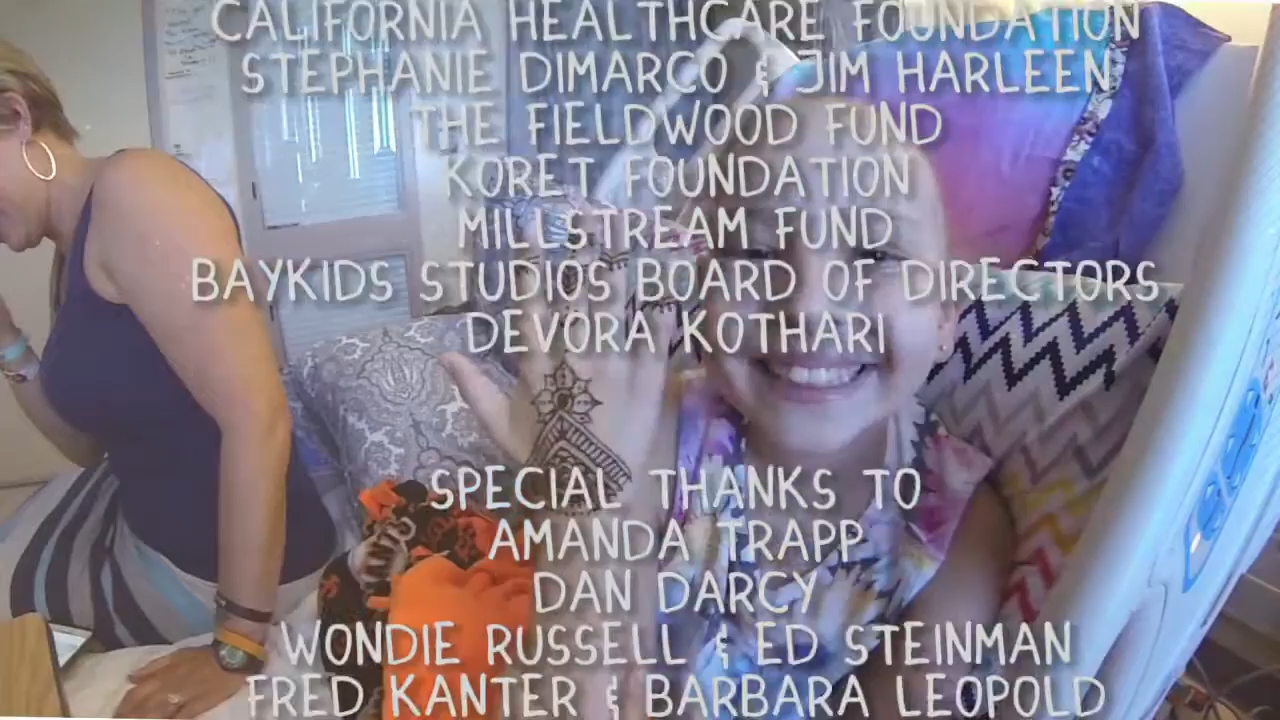 CALIFORNIA HEALTHCARE FOUNDATION
STEPHANIE DIMARCO & JIM HARLEEN
THE FIELDWOOD FUND
KORET FOUNDATION
MILLSTREAM FUND
BAYKIDS STUDIOS BOARD OF DIRECTORS
DEVORA KOTHARI
SPECIAL THANKS TO
AMANDA TRAPP
DAN DARCY
WONDIE RUSSELL & ED STEINMAN
FRED KANTER & BARBARA LEOPOLD